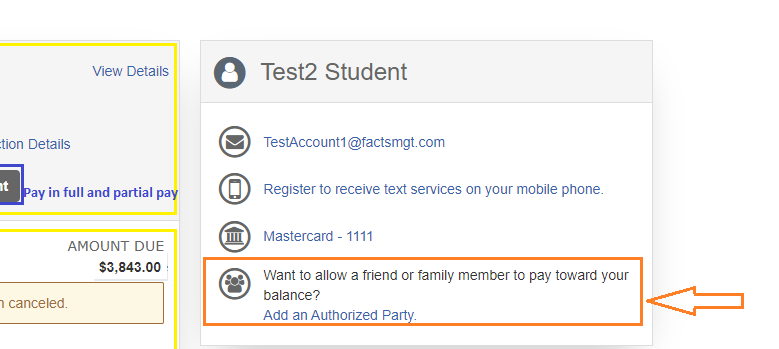 View Details
ction Details
nt
Pay in full and partial pay
AMOUNT DUE
$3,843.00
n canceled.
Test2 Student
TestAccount1@factsmgt.com
Register to receive text services on your mobile phone.
Mastercard - 1111
Want to allow a friend or family member to pay toward your
balance?
Add an Authorized Party.